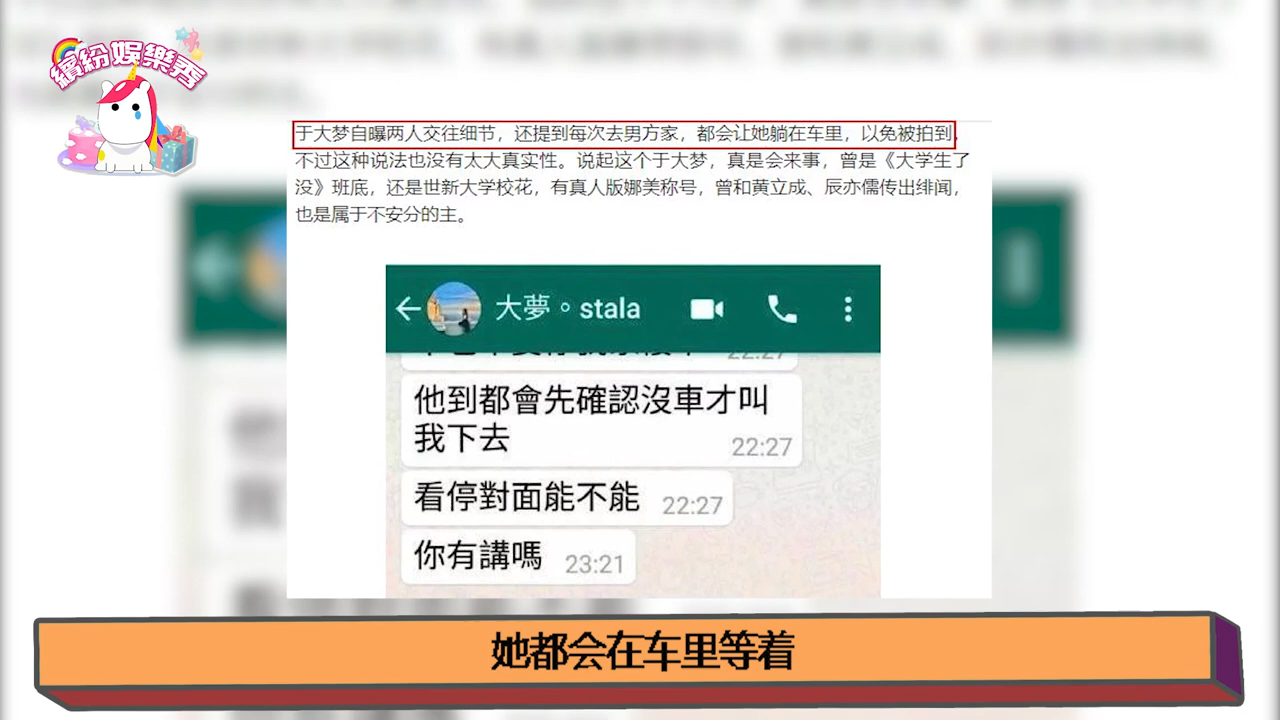 繽紛娛樂秀
于大梦自曝两人交往细节，还提到每次去男方家，都会让她躺在车里，以免被拍到，
不过这种说法也没有太大真实性。说起这个于大梦，真是会来事，曾是《大学生了
没》班底，还是世新大学校花，有真人版娜美称号，曾和黄立成、辰亦儒传出绯闻，
也是属于不安分的主。
大夢。stala
22:27
他到都會先確認沒車才叫
我下去
22:27
看停對面能不能 22:27
你有講嗎 23:21
她都会在车里等着